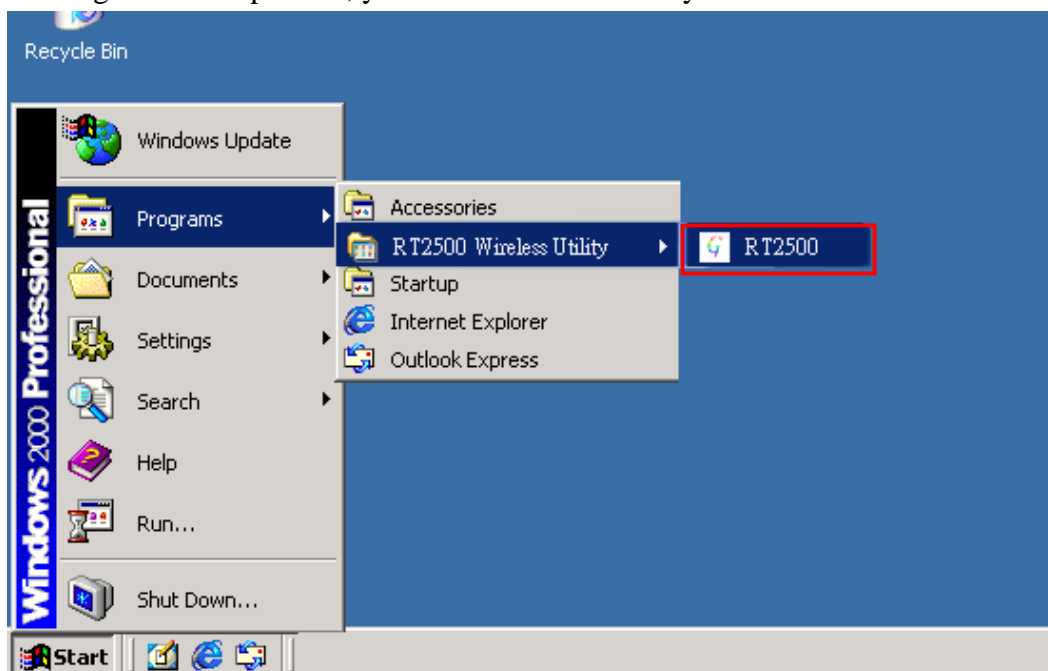 Recycle Bin
Windows Update
Programs
Documents
Settings
Search
Help
Run...
Shut Down...
Windows 2000 Professional
Accessories
RT2500 Wireless Utility
Startup
Internet Explorer
Outlook Express
RT2500
Start